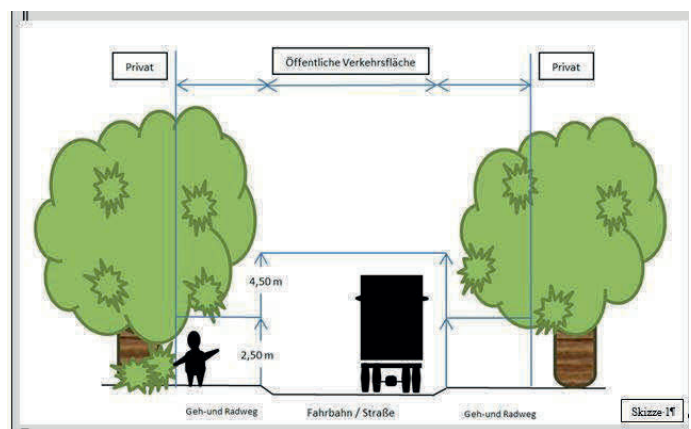 Privat
Öffentliche Verkehrsfläche
Privat
4,50 m
2,50 m
Geh-und Radweg
Fahrbahn / Straße
Geh-und Radweg
Skizze 1¶